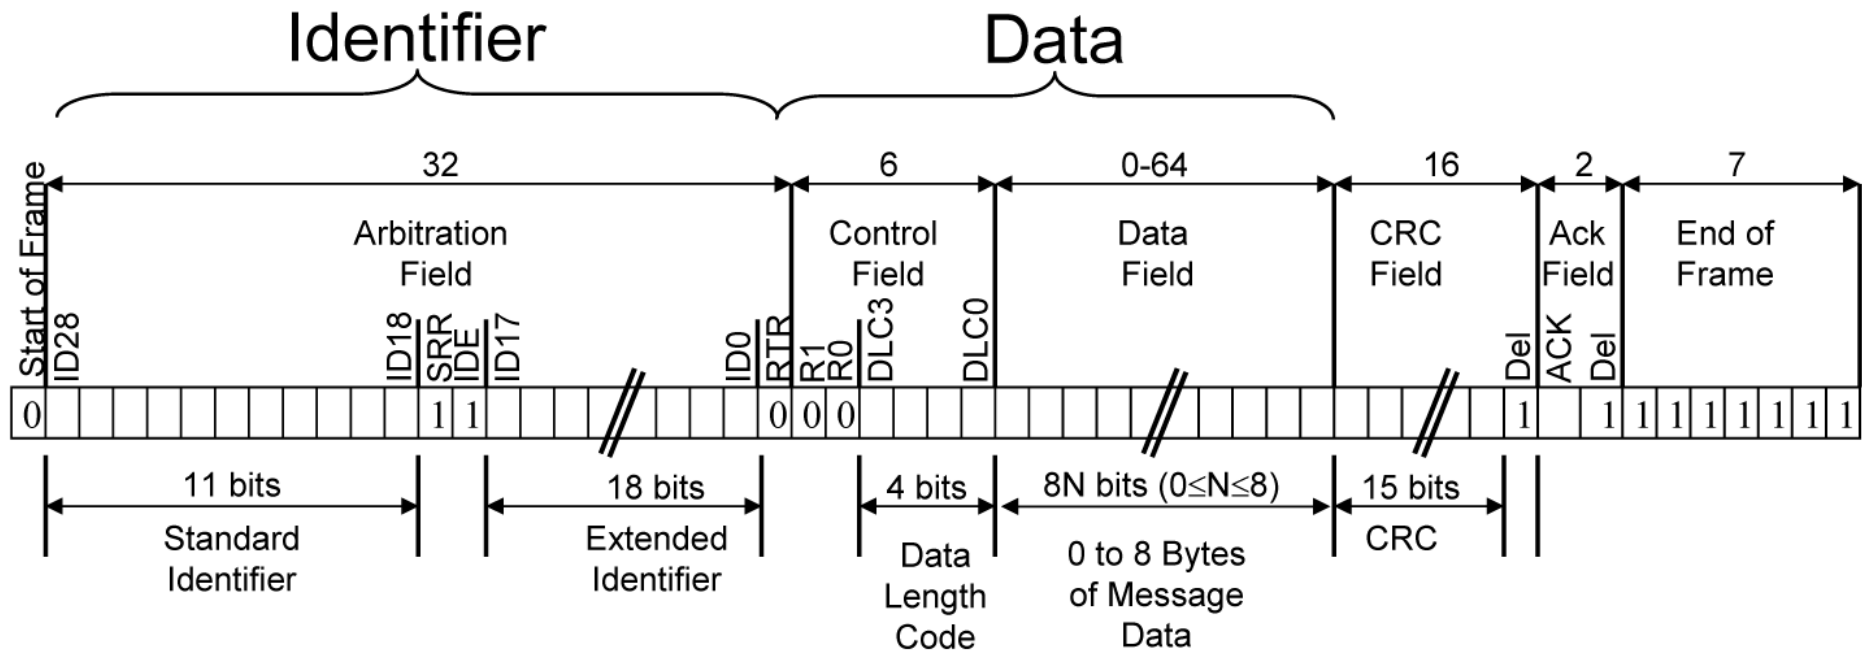 Identifier
Data
32
6
0-64
16
2
7
Start of Frame
Arbitration
Field
Control
Field
Data
Field
CRC
Field
Ack
Field
End of
Frame
ID28
ID18
SRR
IDE
ID17
ID0
RTR
R1
R0
DLC3
DLC0
Del
ACK
Del
0 1 1 0 0 0 1 1 1 1 1 1 1 1 1
11 bits
18 bits
4 bits
8N bits (0≤N≤8)
15 bits
Standard
Identifier
Extended
Identifier
Data
Length
Code
0 to 8 Bytes
of Message
Data
CRC